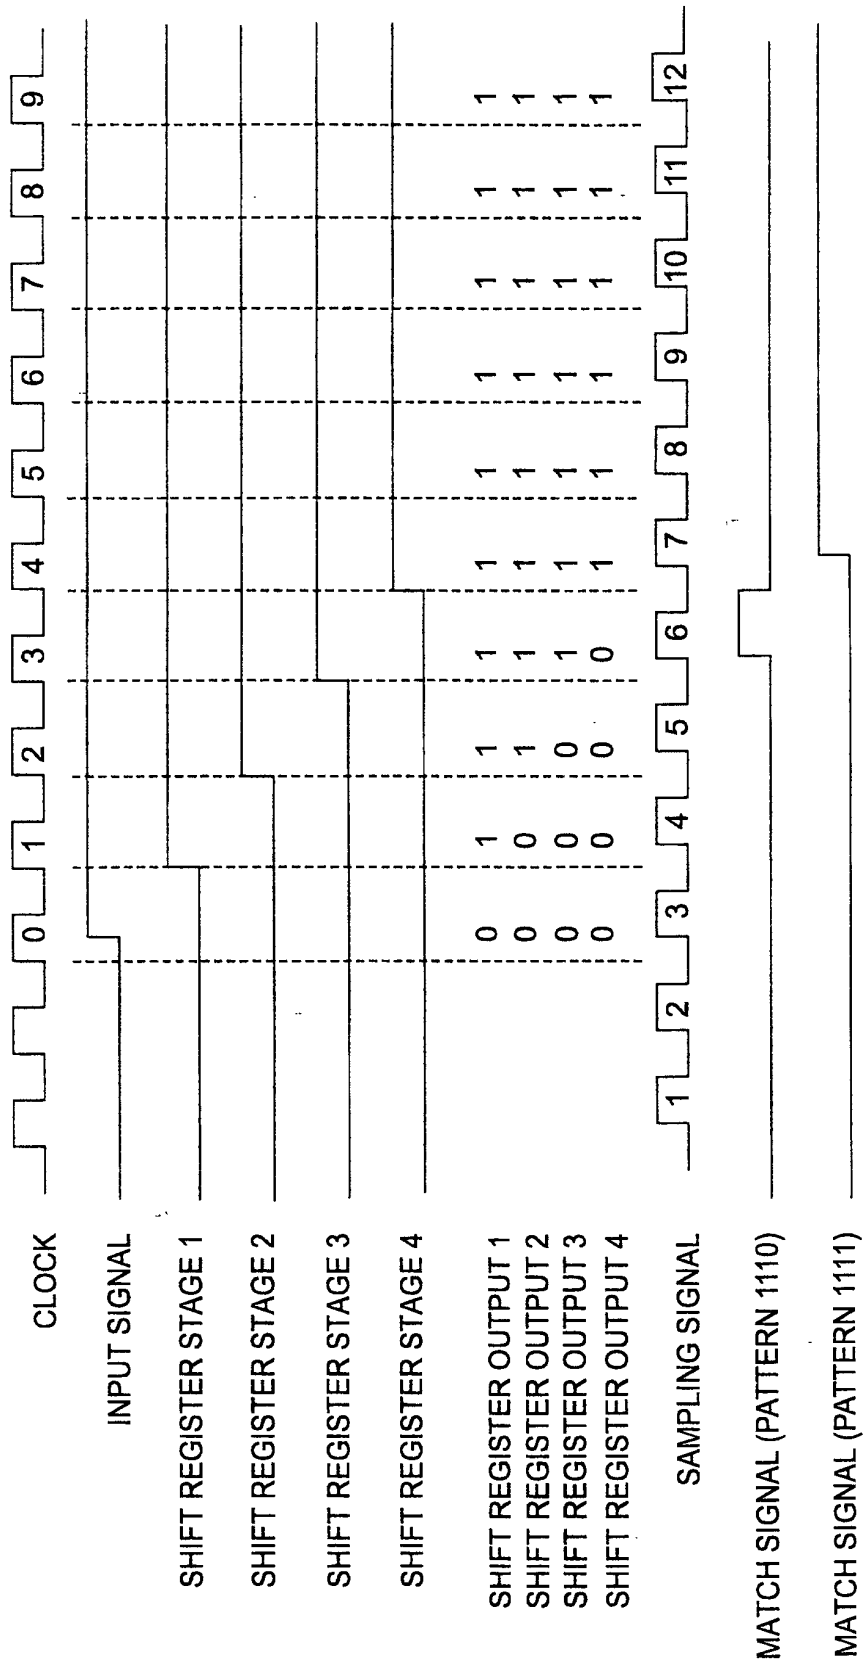 CLOCK 0 1 2 3 4 5 6 7 8 9
INPUT SIGNAL
SHIFT REGISTER STAGE 1
SHIFT REGISTER STAGE 2
SHIFT REGISTER STAGE 3
SHIFT REGISTER STAGE 4
SHIFT REGISTER OUTPUT 1 0 1 1 1 1 1 1 1 1 1
SHIFT REGISTER OUTPUT 2 0 0 1 1 1 1 1 1 1 1
SHIFT REGISTER OUTPUT 3 0 0 0 1 1 1 1 1 1 1
SHIFT REGISTER OUTPUT 4 0 0 0 0 1 1 1 1 1 1
SAMPLING SIGNAL 1 2 3 4 5 6 7 8 9 10 11 12
MATCH SIGNAL (PATTERN 1110)
MATCH SIGNAL (PATTERN 1111)